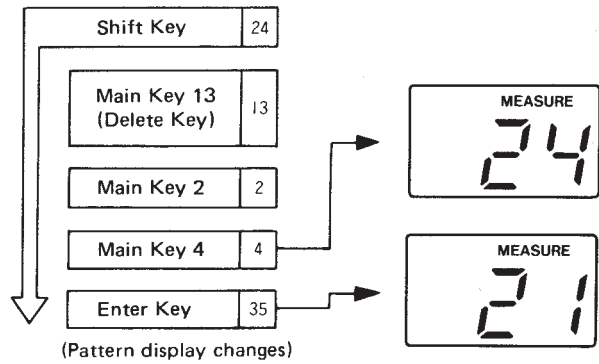 Shift Key 24
Main Key 13 13
(Delete Key)
MEASURE
24
Main Key 2 2
Main Key 4 4
MEASURE
21
Enter Key 35
(Pattern display changes)